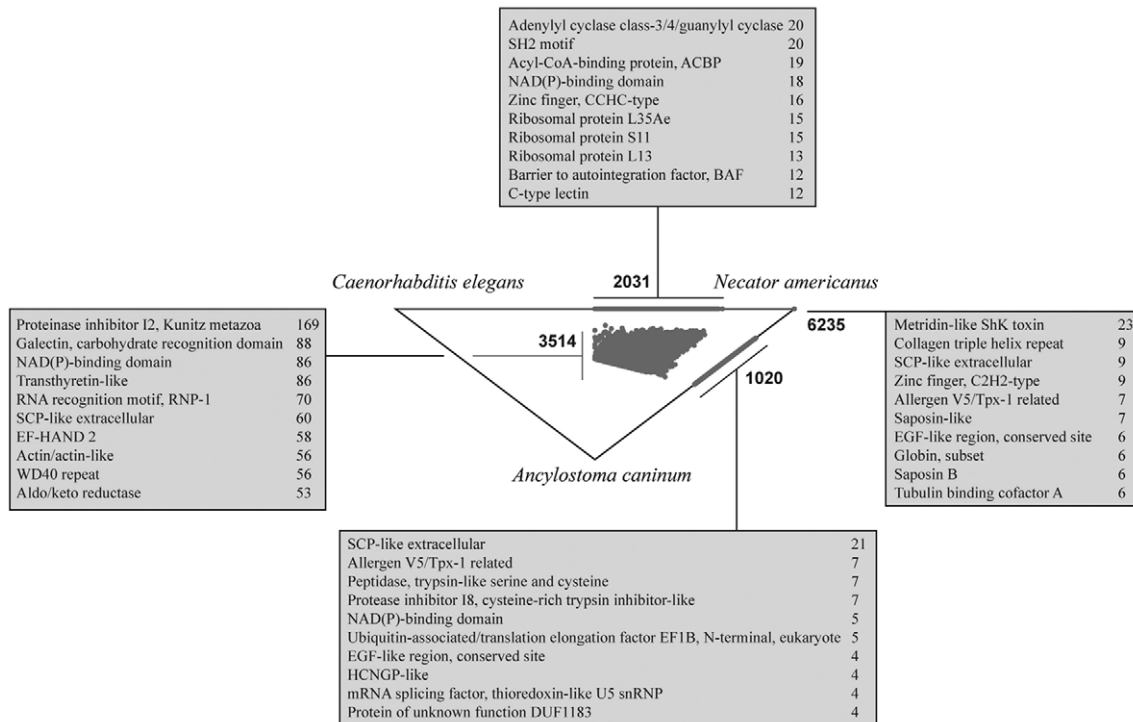 Adenylyl cyclase class-3/4/guanylyl cyclase 20
SH2 motif 20
Acyl-CoA-binding protein, ACBP 19
NAD(P)-binding domain 18
Zinc finger, CCHC-type 16
Ribosomal protein L35Ae 15
Ribosomal protein S11 15
Ribosomal protein L13 13
Barrier to autointegration factor, BAF 12
C-type lectin 12
Caenorhabditis elegans
2031
Necator americanus
Proteinase inhibitor I2, Kunitz metazoa 169
Galectin, carbohydrate recognition domain 88
NAD(P)-binding domain 86
Transthyretin-like 86
RNA recognition motif, RNP-1 70
SCP-like extracellular 60
EF-HAND 2 58
Actin/actin-like 56
WD40 repeat 56
Aldo/keto reductase 53
3514
6235
1020
Ancylostoma caninum
Metridin-like ShK toxin 23
Collagen triple helix repeat 9
SCP-like extracellular 9
Zinc finger, C2H2-type 9
Allergen V5/Tpx-1 related 7
Saposin-like 7
EGF-like region, conserved site 6
Globin, subset 6
Saposin B 6
Tubulin binding cofactor A 6
SCP-like extracellular 21
Allergen V5/Tpx-1 related 7
Peptidase, trypsin-like serine and cysteine 7
Protease inhibitor I8, cysteine-rich trypsin inhibitor-like 7
NAD(P)-binding domain 5
Ubiquitin-associated/translation elongation factor EF1B, N-terminal, eukaryote 5
EGF-like region, conserved site 4
HCNGP-like 4
mRNA splicing factor, thioredoxin-like U5 snRNP 4
Protein of unknown function DUF1183 4